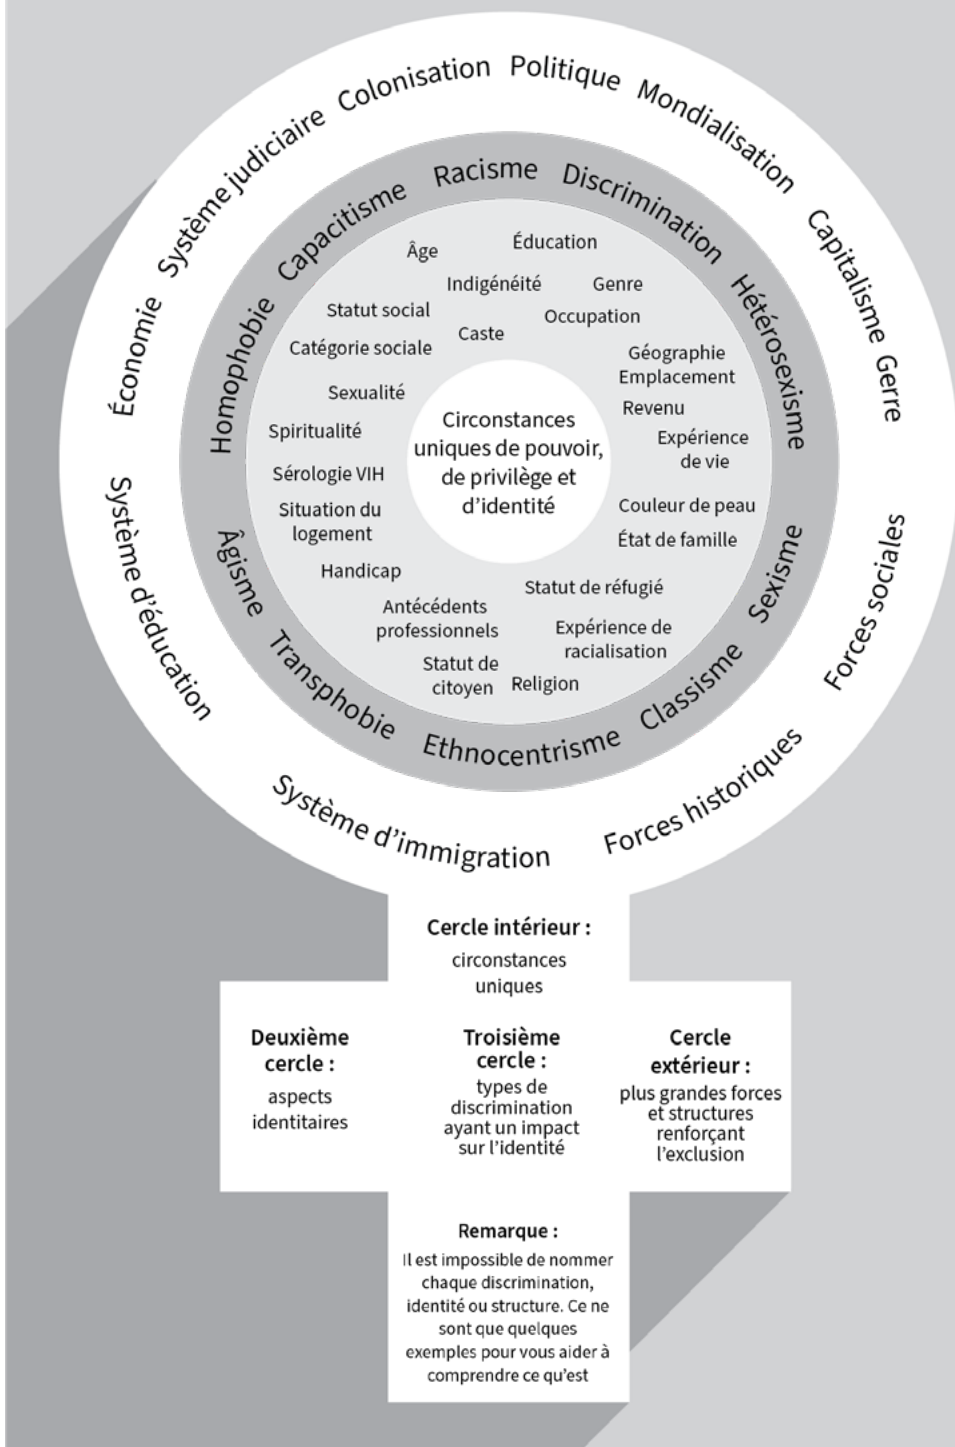 Économie
Système judiciaire
Colonisation
Politique
Mondialisation
Capitalisme
Gerre
Forces sociales
Forces historiques
Système d’immigration
Système d’éducation
Homophobie
Capacitisme
Racisme
Discrimination
Hétérosexisme
Sexisme
Classisme
Ethnocentrisme
Transphobie
Âgisme
Âge
Éducation
Indigénéité
Genre
Statut social
Occupation
Caste
Catégorie sociale
Géographie
Emplacement
Sexualité
Revenu
Spiritualité
Expérience
de vie
Sérologie VIH
Situation du
logement
Couleur de peau
État de famille
Handicap
Statut de réfugié
Antécédents
professionnels
Expérience de
racialisation
Statut de
citoyen
Religion
Circonstances
uniques de pouvoir,
de privilège et
d’identité
Cercle intérieur :
circonstances
uniques
Deuxième
cercle :
aspects
identitaires
Troisième
cercle :
types de
discrimination
ayant un impact
sur l’identité
Cercle
extérieur :
plus grandes forces
et structures
renforçant
l’exclusion
Remarque :
Il est impossible de nommer
chaque discrimination,
identité ou structure. Ce ne
sont que quelques
exemples pour vous aider à
comprendre ce qu’est